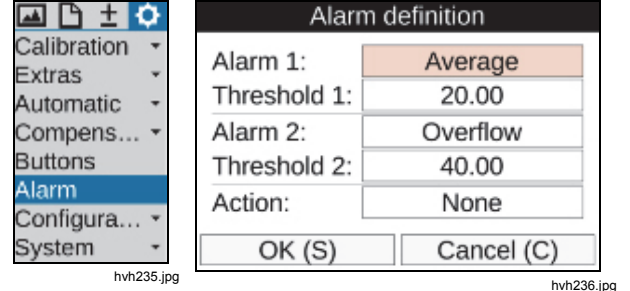 Calibration
Extras
Automatic
Compens...
Buttons
Alarm
Configura...
System
hvh235.jpg
Alarm definition
Alarm 1: Average
Threshold 1: 20.00
Alarm 2: Overflow
Threshold 2: 40.00
Action: None
OK (S) Cancel (C)
hvh236.jpg